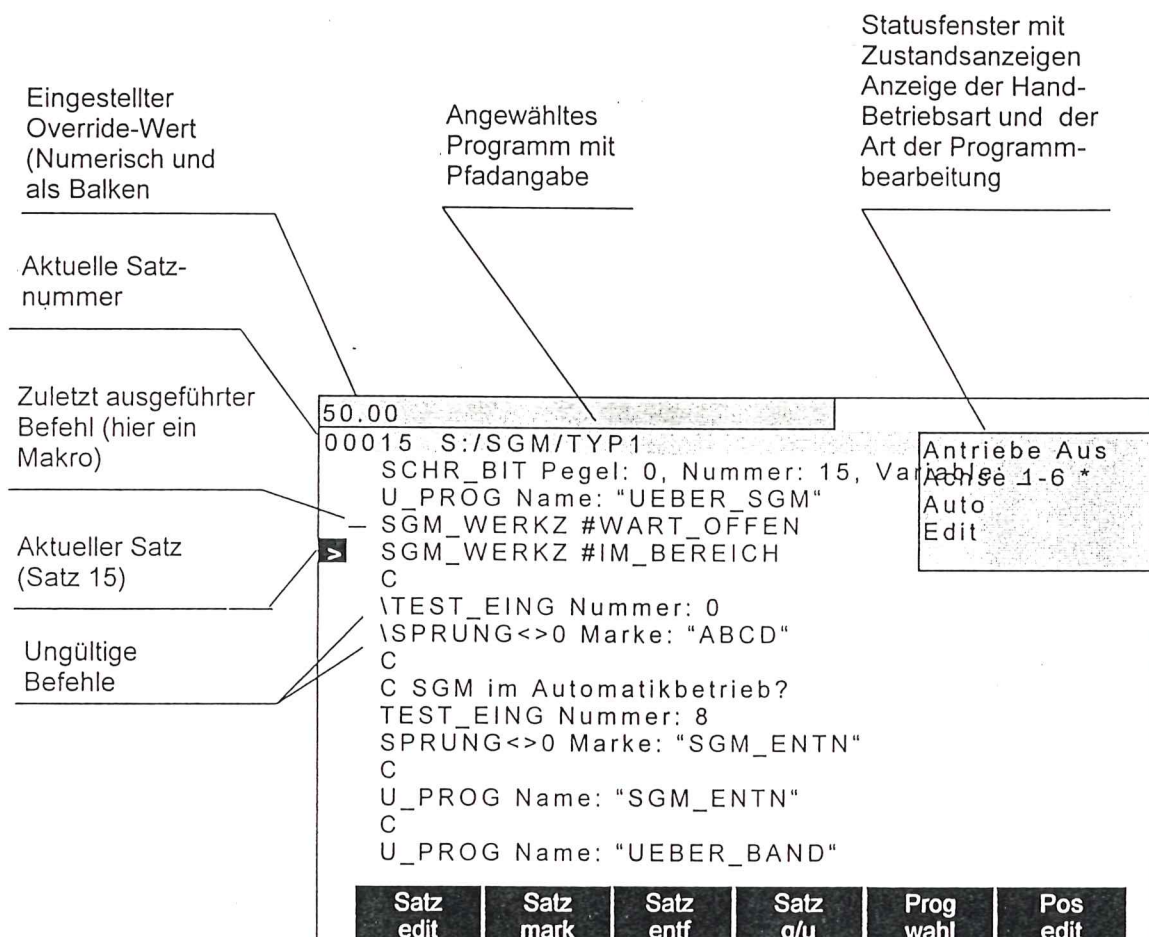 Statusfenster mit
Zustandsanzeigen
Anzeige der Hand-
Betriebsart und der
Art der Programm-
bearbeitung
Eingestellter
Override-Wert
(Numerisch und
als Balken
Angewähltes
Programm mit
Pfadangabe
Aktuelle Satz-
nummer
Zuletzt ausgeführter
Befehl (hier ein
Makro)
Aktueller Satz
(Satz 15)
Ungültige
Befehle
50.00
00015 S:/SGM/TYP1
SCHR_BIT Pegel: 0, Nummer: 15, Variable: _
U_PROG Name: “UEBER_SGM“
SGM_WERKZ #WART_OFFEN
> SGM_WERKZ #IM_BEREICH
C
\TEST_EING Nummer: 0
\SPRUNG<>0 Marke: “ABCD“
C
C SGM im Automatikbetrieb?
TEST_EING Nummer: 8
SPRUNG<>0 Marke: “SGM_ENTN“
C
U_PROG Name: “SGM_ENTN“
C
U_PROG Name: “UEBER_BAND“
Antriebe Aus
Achse 1-6 *
Auto
Edit
Satz edit
Satz mark
Satz entf
Satz g/u
Prog wahl
Pos edit